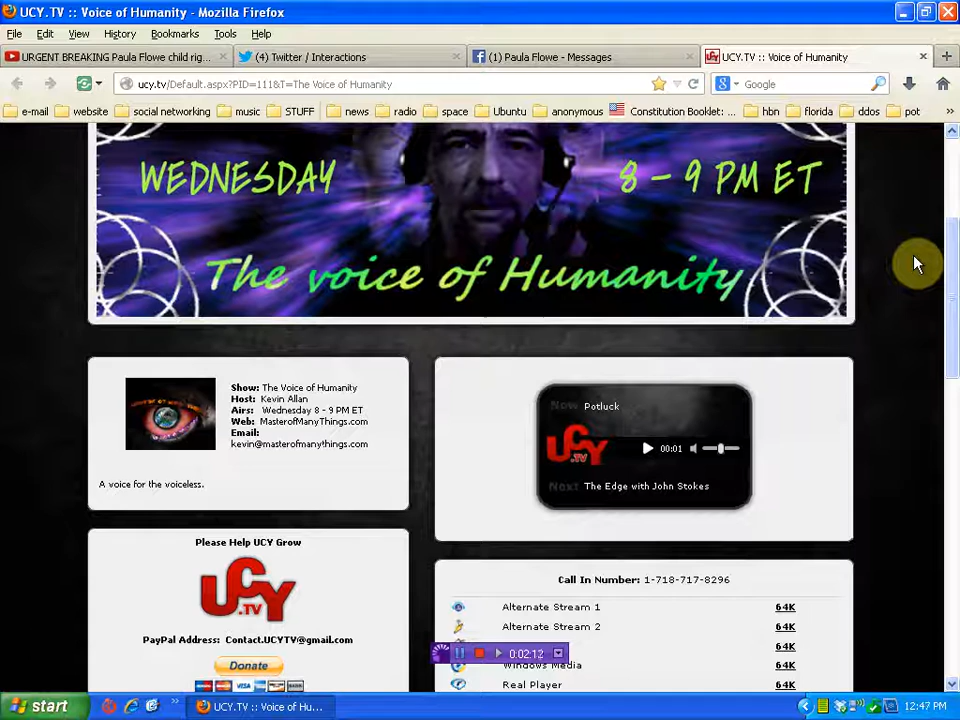 UCY.TV :: Voice of Humanity - Mozilla Firefox
File Edit View History Bookmarks Tools Help
URGENT BREAKING Paula Flowe child rig... (4) Twitter / Interactions (1) Paula Flowe - Messages UCY.TV :: Voice of Humanity
ucy.tv/Default.aspx?PID=111&T=The Voice of Humanity Google
e-mail website social networking music STUFF news radio space Ubuntu anonymous Constitution Booklet: ... hbn florida ddos pot
WEDNESDAY 8 - 9 PM ET
The voice of Humanity
Show: The Voice of Humanity
Host: Kevin Allan
Airs: Wednesday 8 - 9 PM ET
Web: MasterofManyThings.com
Email:
kevin@masterofmanythings.com
A voice for the voiceless.
Now Potluck
UCY.TV
00:01
Next The Edge with John Stokes
Please Help UCY Grow
UCY.TV
PayPal Address: Contact.UCYTV@gmail.com
Donate
VISA
Call In Number: 1-718-717-8296
Alternate Stream 1 64K
Alternate Stream 2 64K
64K
Windows Media 64K
Real Player 64K
0:02:12
start UCY.TV :: Voice of Hu... 12:47 PM